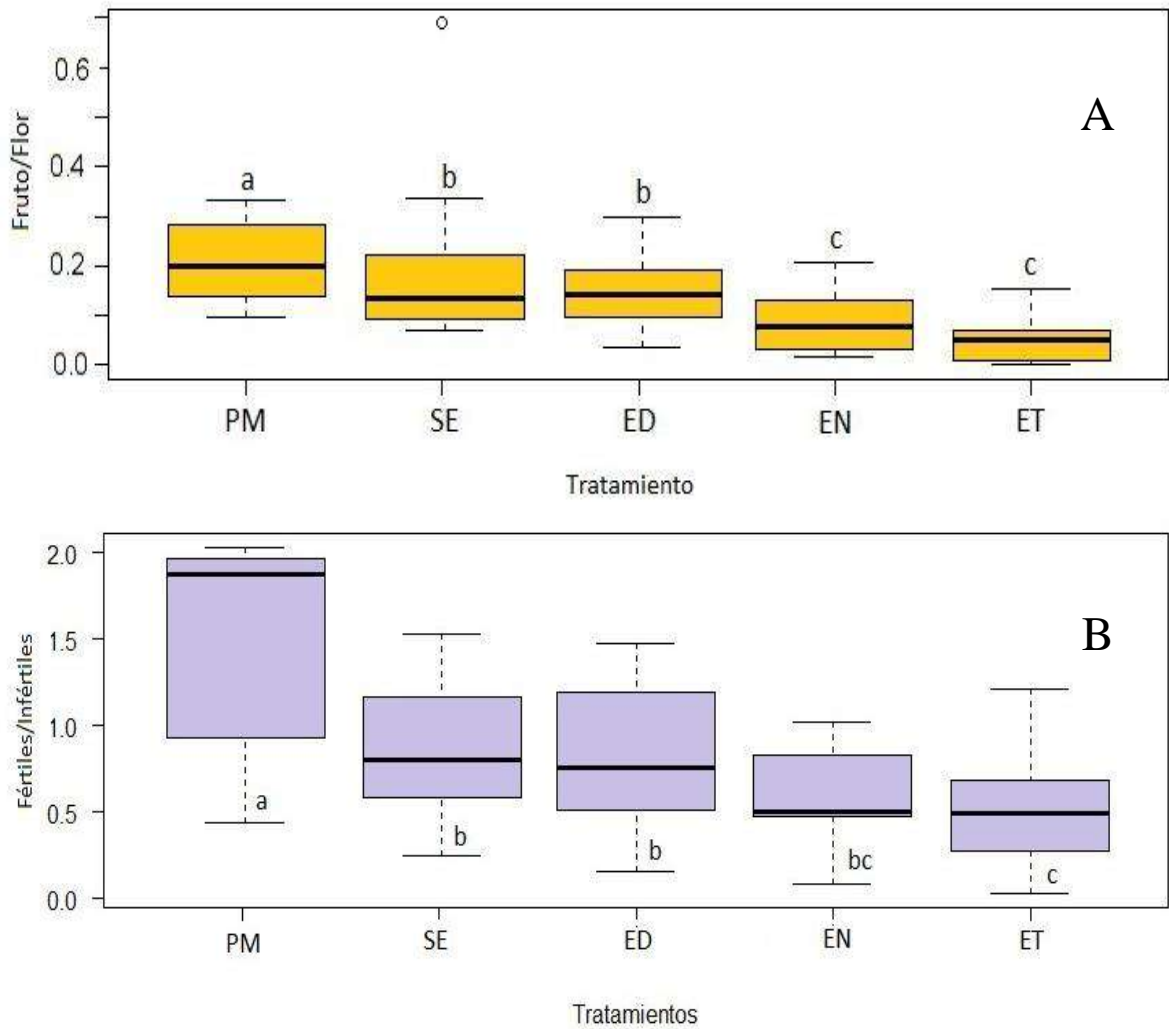 A
Fruto/Flor
0.6
0.4
0.2
0.0
a
b
b
c
c
PM SE ED EN ET
Tratamiento
B
Fértiles/Infértiles
2.0
1.5
1.0
0.5
0.0
a
b
b
bc
c
PM SE ED EN ET
Tratamientos